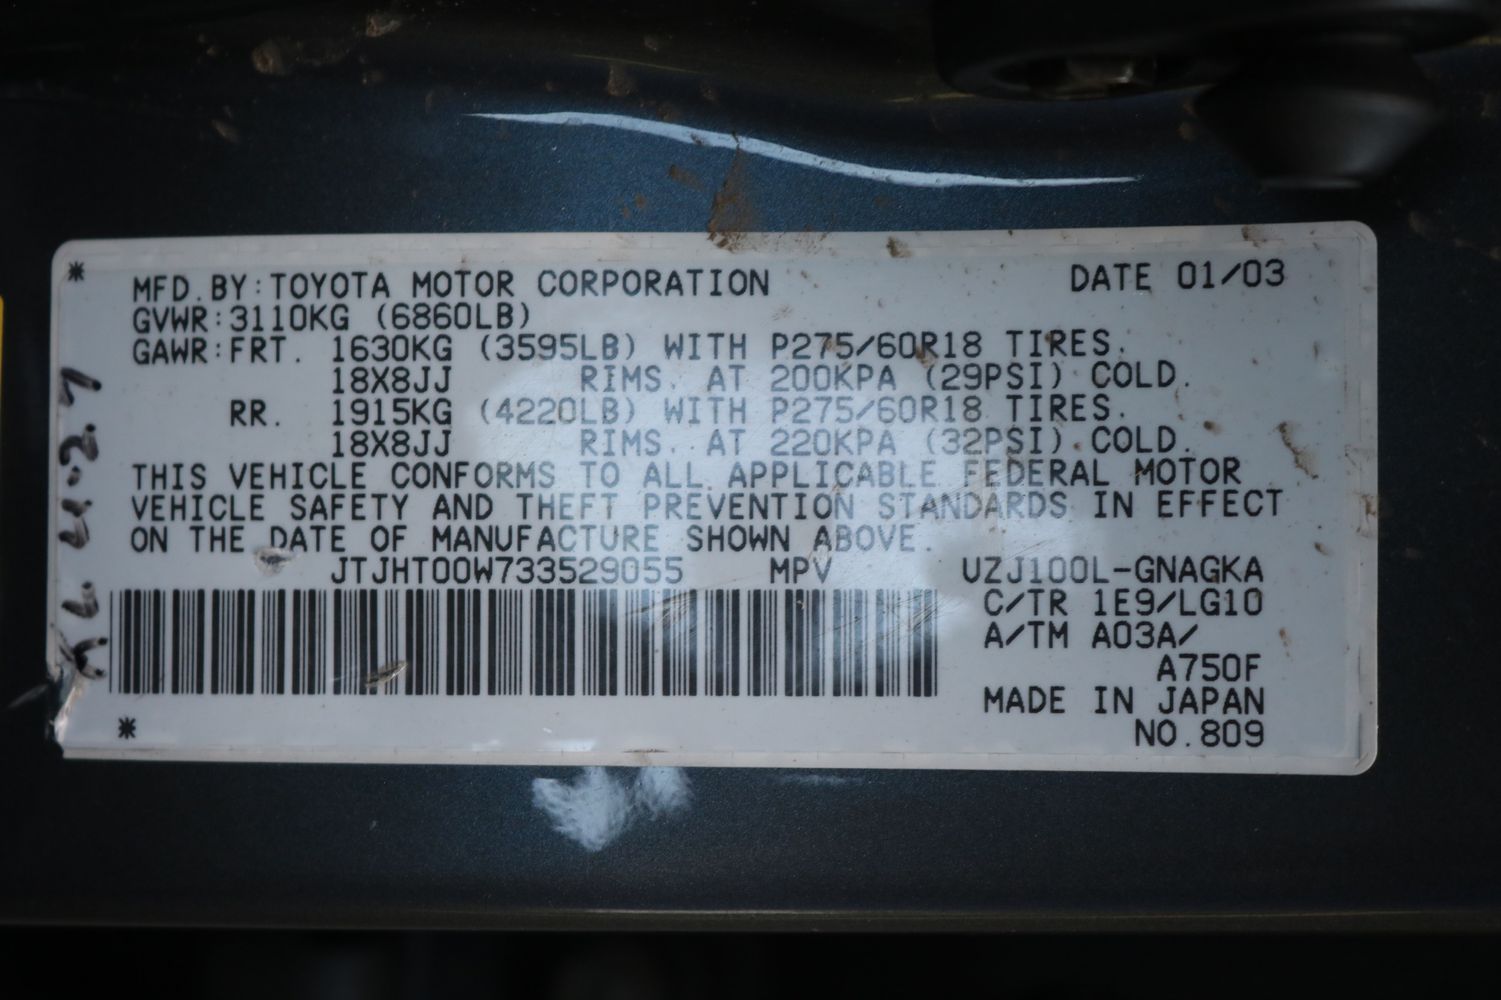 * MFD.BY:TOYOTA MOTOR CORPORATION DATE 01/03
GVWR:3110KG (6860LB)
GAWR:FRT. 1630KG (3595LB) WITH P275/60R18 TIRES.
18X8JJ RIMS. AT 200KPA (29PSI) COLD.
RR. 1915KG (4220LB) WITH P275/60R18 TIRES.
18X8JJ RIMS. AT 220KPA (32PSI) COLD.
THIS VEHICLE CONFORMS TO ALL APPLICABLE FEDERAL MOTOR
VEHICLE SAFETY AND THEFT PREVENTION STANDARDS IN EFFECT
ON THE DATE OF MANUFACTURE SHOWN ABOVE.
JTJHT00W733529055 MPV UZJ100L-GNAGKA
C/TR 1E9/LG10
A/TM A03A/
A750F
MADE IN JAPAN
* NO.809